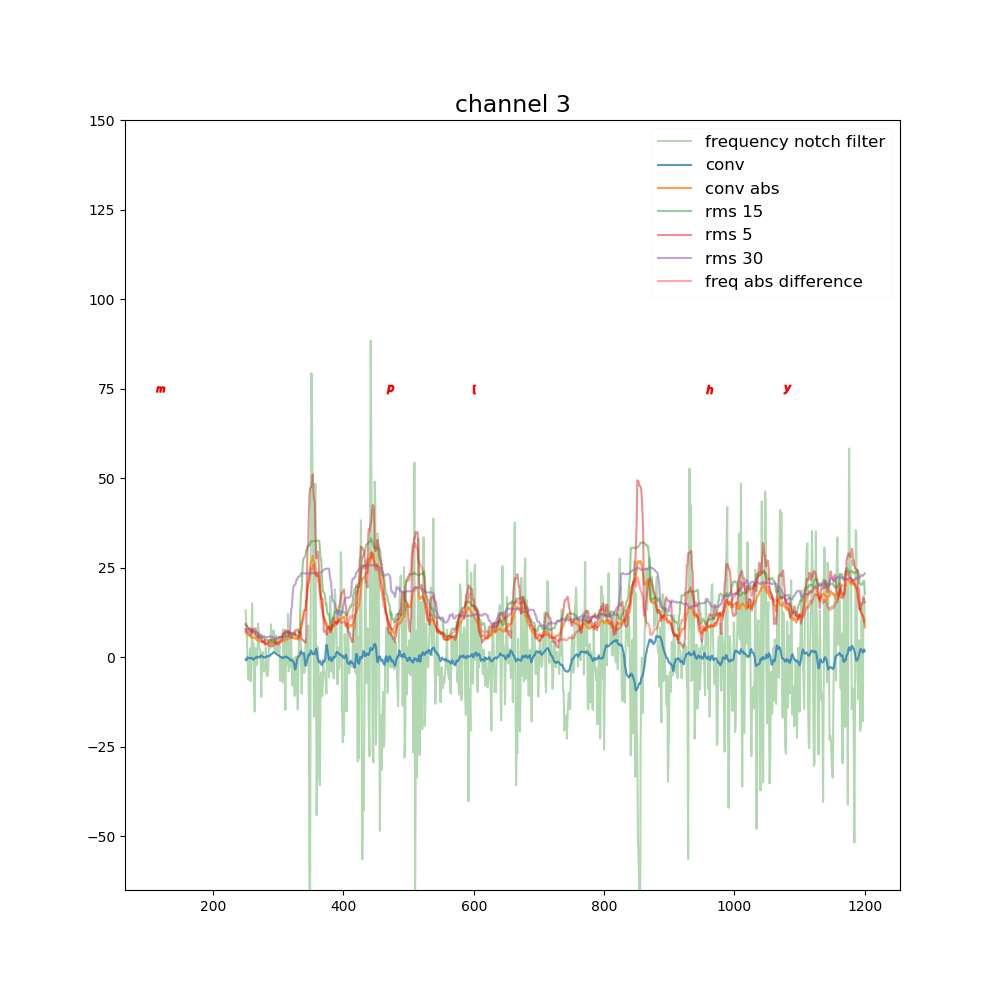 channel 3
150
125
100
75
50
25
0
−25
−50
frequency notch filter
conv
conv abs
rms 15
rms 5
rms 30
freq abs difference
m p h y
200 400 600 800 1000 1200